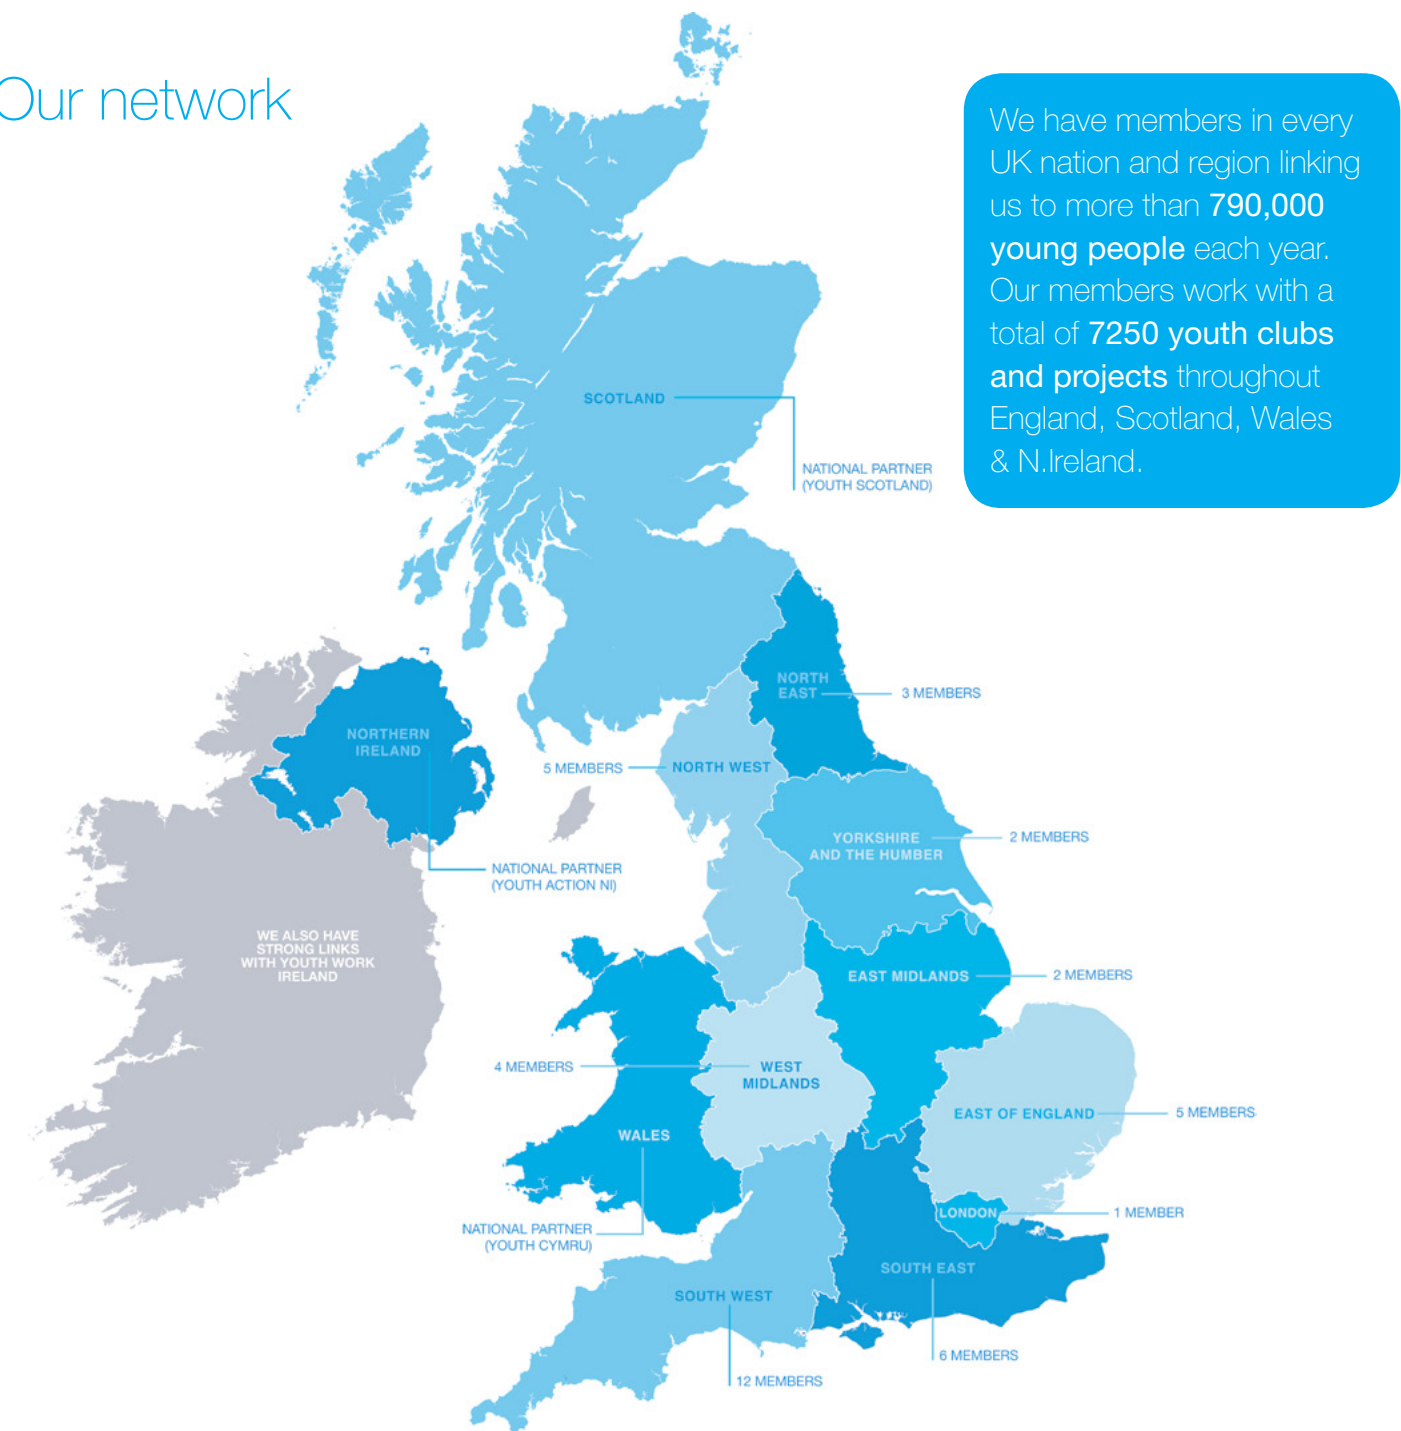 Our network
We have members in every
UK nation and region linking
us to more than 790,000
young people each year.
Our members work with a
total of 7250 youth clubs
and projects throughout
England, Scotland, Wales
& N.Ireland.
SCOTLAND
NATIONAL PARTNER
(YOUTH SCOTLAND)
NORTH
EAST
3 MEMBERS
NORTHERN
IRELAND
NATIONAL PARTNER
(YOUTH ACTION NI)
5 MEMBERS
NORTH WEST
YORKSHIRE
AND THE HUMBER
2 MEMBERS
WE ALSO HAVE
STRONG LINKS
WITH YOUTH WORK
IRELAND
EAST MIDLANDS
2 MEMBERS
4 MEMBERS
WEST
MIDLANDS
EAST OF ENGLAND
5 MEMBERS
WALES
NATIONAL PARTNER
(YOUTH CYMRU)
LONDON
1 MEMBER
SOUTH EAST
6 MEMBERS
SOUTH WEST
12 MEMBERS